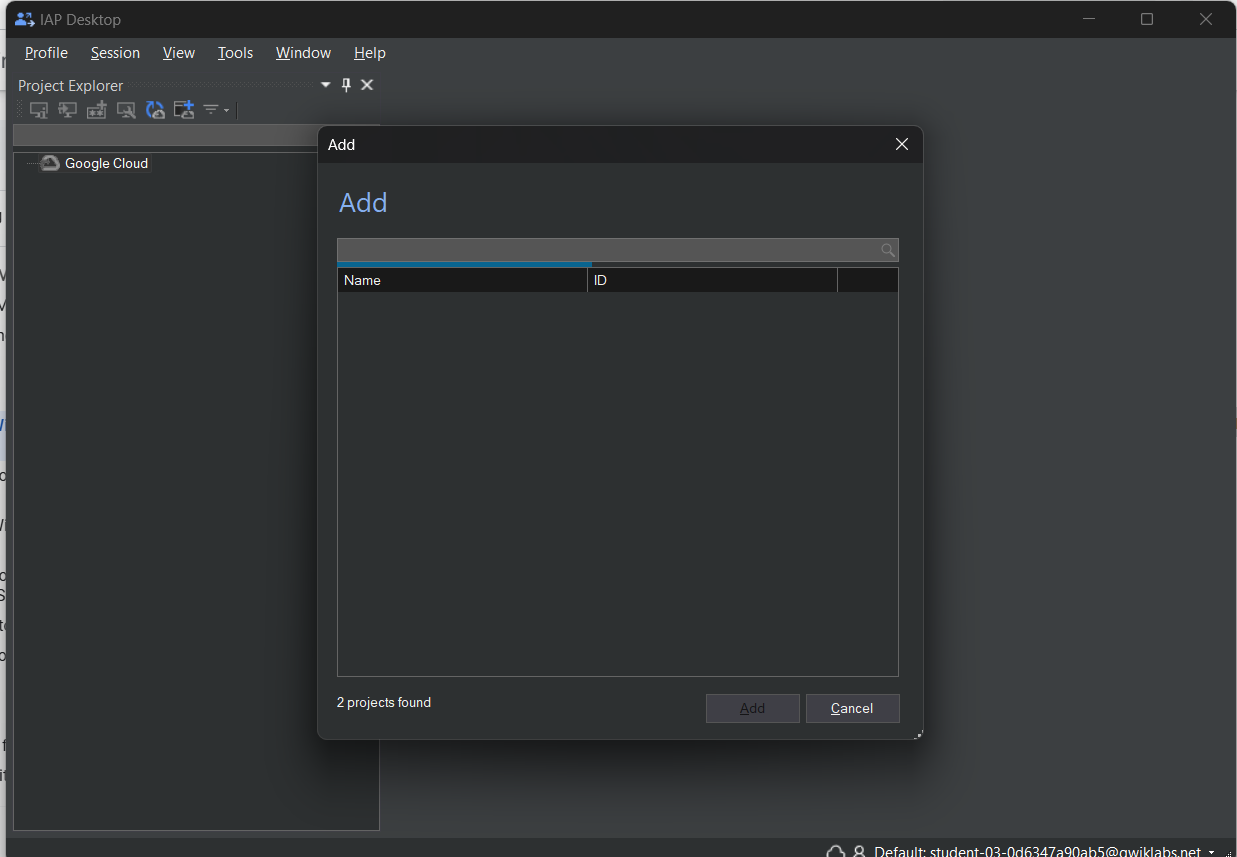 IAP Desktop
Profile Session View Tools Window Help
Project Explorer
Google Cloud
Add
Add
Name ID
2 projects found
Add Cancel
Default: student-03-0d6347a90ab5@qwiklabs.net